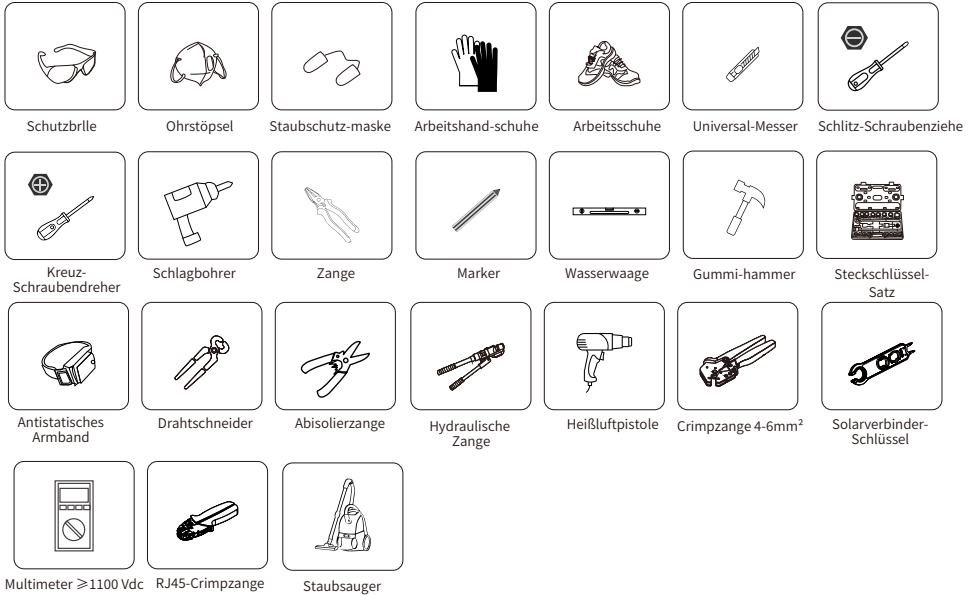 Schutzbrlle
Ohrstöpsel
Staubschutz-maske
Arbeitshand-schuhe
Arbeitsschuhe
Universal-Messer
Schlitz-Schraubenziehe
Kreuz-
Schraubendreher
Schlagbohrer
Zange
Marker
Wasserwaage
Gummi-hammer
Steckschlüssel-
Satz
Antistatisches
Armband
Drahtschneider
Abisolierzange
Hydraulische
Zange
Heißluftpistole
Crimpzange 4-6mm²
Solarverbinder-
Schlüssel
Multimeter ≥1100 Vdc
RJ45-Crimpzange
Staubsauger